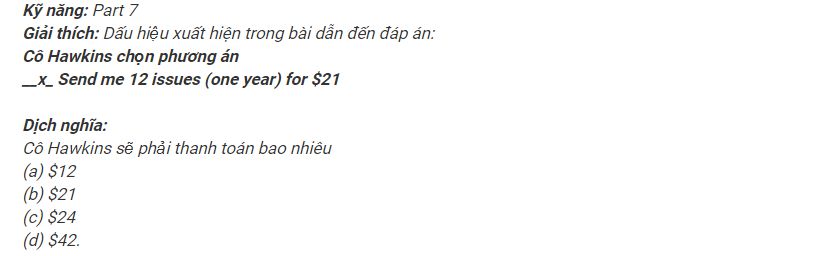 Kỹ năng: Part 7
Giải thích: Dấu hiệu xuất hiện trong bài dẫn đến đáp án:
Cô Hawkins chọn phương án
__x_ Send me 12 issues (one year) for $21
Dịch nghĩa:
Cô Hawkins sẽ phải thanh toán bao nhiêu
(a) $12
(b) $21
(c) $24
(d) $42.